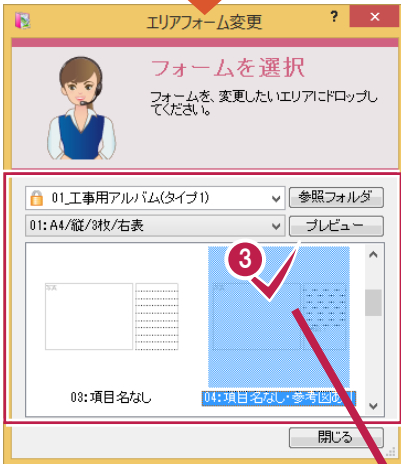 エリアフォーム変更
? ×
フォームを選択
フォームを、変更したいエリアにドロップし
てください。
01_工事用アルバム(タイプ1)
参照フォルダ
01: A4/縦/3枚/右表
プレビュー
3
写真
03: 項目名なし
04: 項目名なし・参考図あり
閉じる